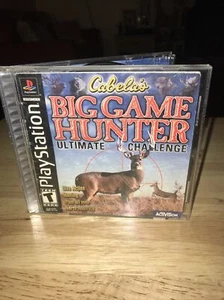 Cabela's
BIG GAME
HUNTER
ULTIMATE CHALLENGE
PlayStation
T
ACTIVISION